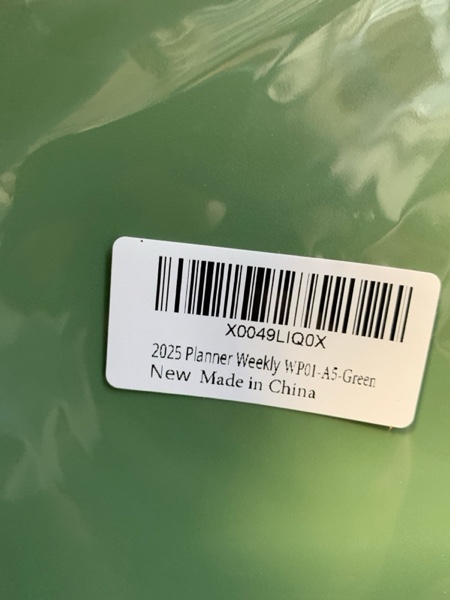 X0049LIQ0X
2025 Planner Weekly WP01-A5-Green
New Made in China